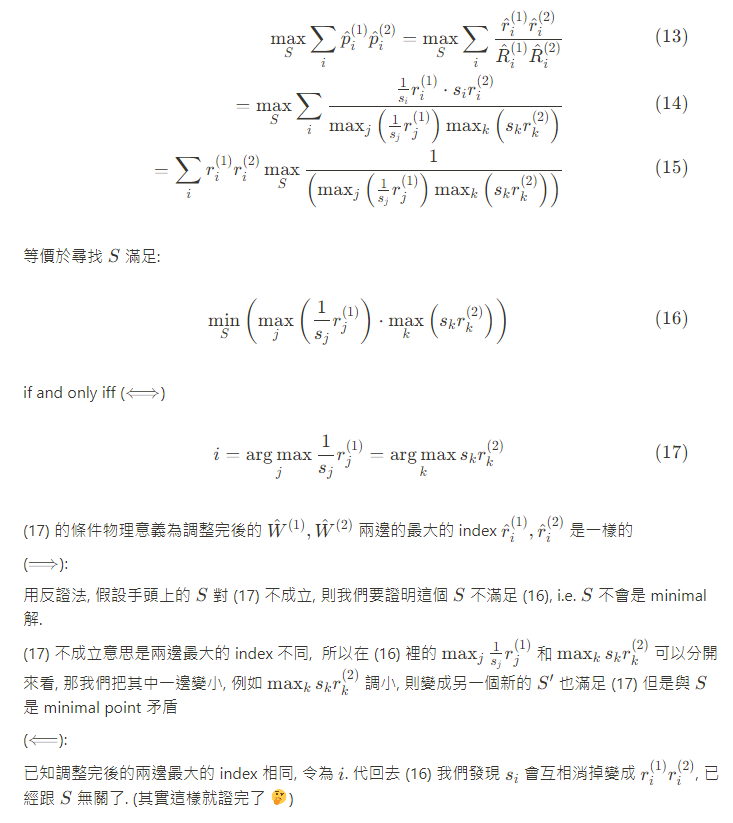 $$\max_S \sum_i \hat{p}_i^{(1)} \hat{p}_i^{(2)} = \max_S \sum_i \frac{\hat{r}_i^{(1)} \hat{r}_i^{(2)}}{\hat{R}_i^{(1)} \hat{R}_i^{(2)}} \quad (13)$$
$$= \max_S \sum_i \frac{\frac{1}{s_i} r_i^{(1)} \cdot s_i r_i^{(2)}}{\max_j \left( \frac{1}{s_j} r_j^{(1)} \right) \max_k \left( s_k r_k^{(2)} \right)} \quad (14)$$
$$= \sum_i r_i^{(1)} r_i^{(2)} \max_S \frac{1}{\left( \max_j \left( \frac{1}{s_j} r_j^{(1)} \right) \max_k \left( s_k r_k^{(2)} \right) \right)} \quad (15)$$
等價於尋找 $S$ 滿足:
$$\min_S \left( \max_j \left( \frac{1}{s_j} r_j^{(1)} \right) \cdot \max_k \left( s_k r_k^{(2)} \right) \right) \quad (16)$$
if and only iff ($\Longleftrightarrow$)
$$i = \arg\max_j \frac{1}{s_j} r_j^{(1)} = \arg\max_k s_k r_k^{(2)} \quad (17)$$
(17) 的條件物理意義為調整完後的 $\hat{W}^{(1)}, \hat{W}^{(2)}$ 兩邊的最大的 index $\hat{r}_i^{(1)}, \hat{r}_i^{(2)}$ 是一樣的
($\Longrightarrow$):
用反證法, 假設手頭上的 $S$ 對 (17) 不成立, 則我們要證明這個 $S$ 不滿足 (16), i.e. $S$ 不會是 minimal
解.
(17) 不成立意思是兩邊最大的 index 不同, 所以在 (16) 裡的 $\max_j \frac{1}{s_j} r_j^{(1)}$ 和 $\max_k s_k r_k^{(2)}$ 可以分開
來看, 那我們把其中一邊變小, 例如 $\max_k s_k r_k^{(2)}$ 調小, 則變成另一個新的 $S'$ 也滿足 (17) 但是與 $S$
是 minimal point 矛盾
($\Longleftarrow$):
已知調整完後的兩邊最大的 index 相同, 令為 $i$. 代回去 (16) 我們發現 $s_i$ 會互相消掉變成 $r_i^{(1)} r_i^{(2)}$, 已
經跟 $S$ 無關了. (其實這樣就證完了 🤔)